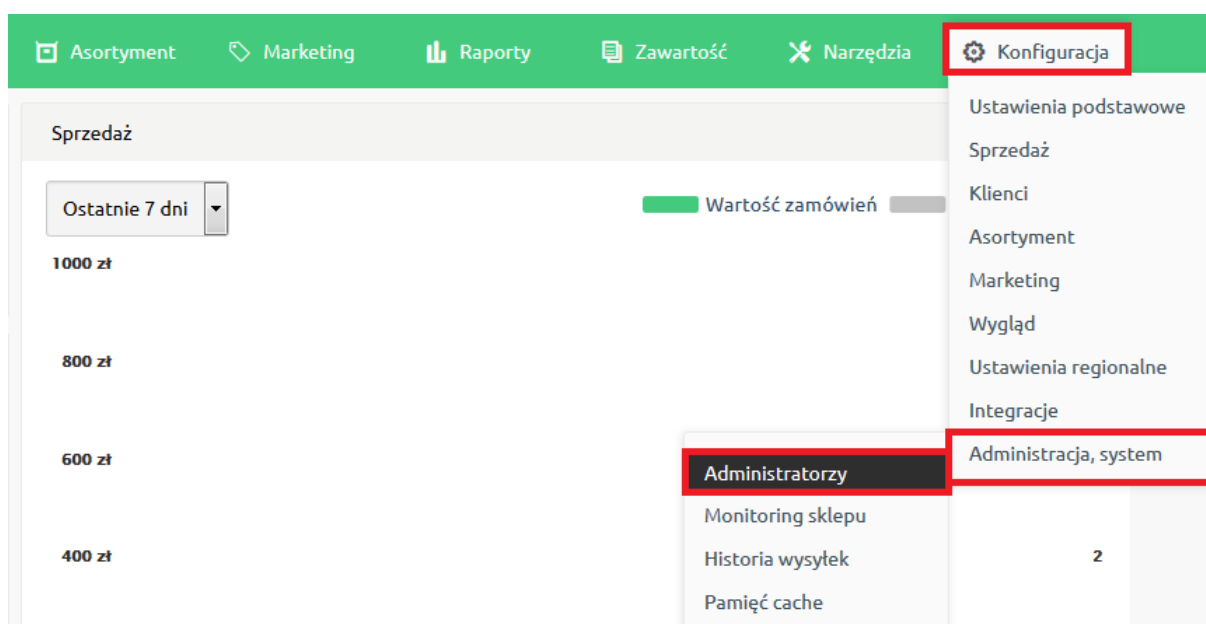 Asortyment Marketing Raporty Zawartość Narzędzia Konfiguracja
Sprzedaż
Ostatnie 7 dni
Wartość zamówień
1000 zł
800 zł
600 zł
400 zł
2
Ustawienia podstawowe
Sprzedaż
Klienci
Asortyment
Marketing
Wygląd
Ustawienia regionalne
Integracje
Administracja, system
Administratorzy
Monitoring sklepu
Historia wysyłek
Pamięć cache